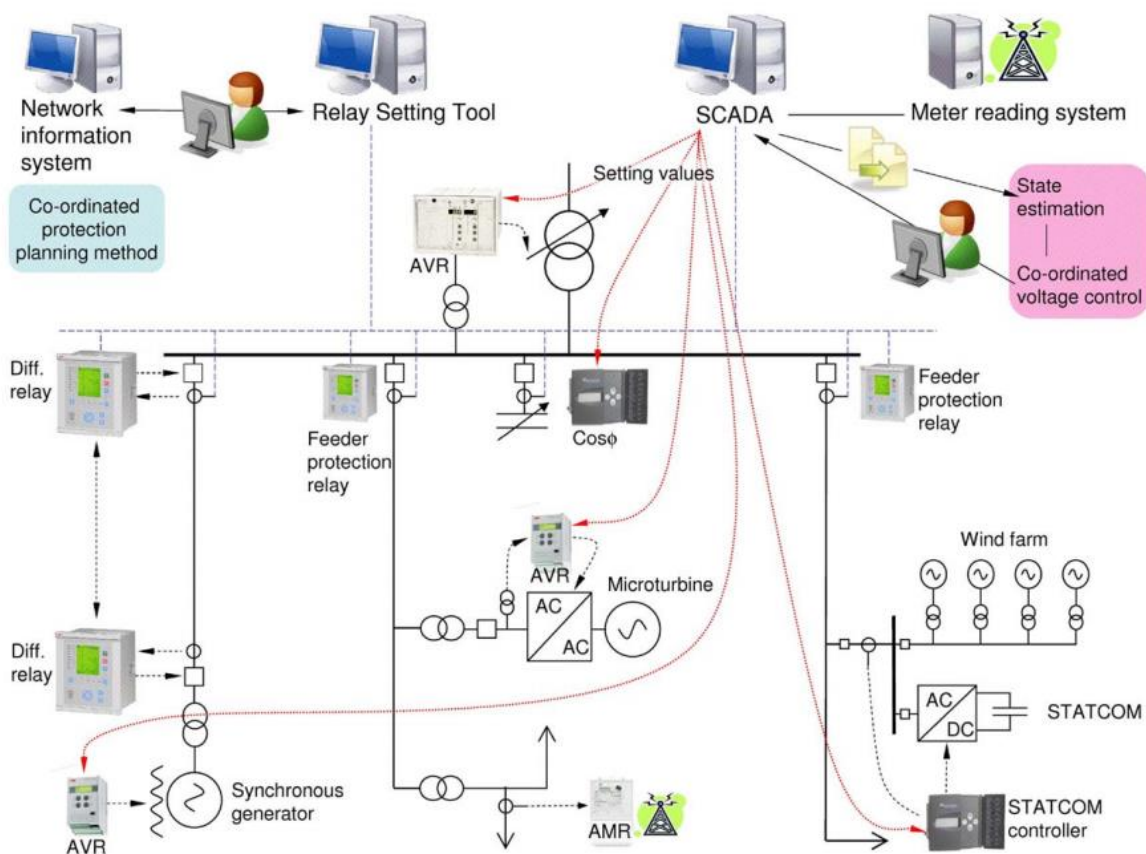 Network
information
system
Relay Setting Tool
SCADA
Meter reading system
Co-ordinated
protection
planning method
Setting values
State
estimation
Co-ordinated
voltage control
AVR
Diff.
relay
Feeder
protection
relay
Cosϕ
Feeder
protection
relay
AVR
Microturbine
AC
AC
Wind farm
Diff.
relay
AC
DC
STATCOM
Synchronous
generator
AVR
AMR
STATCOM
controller